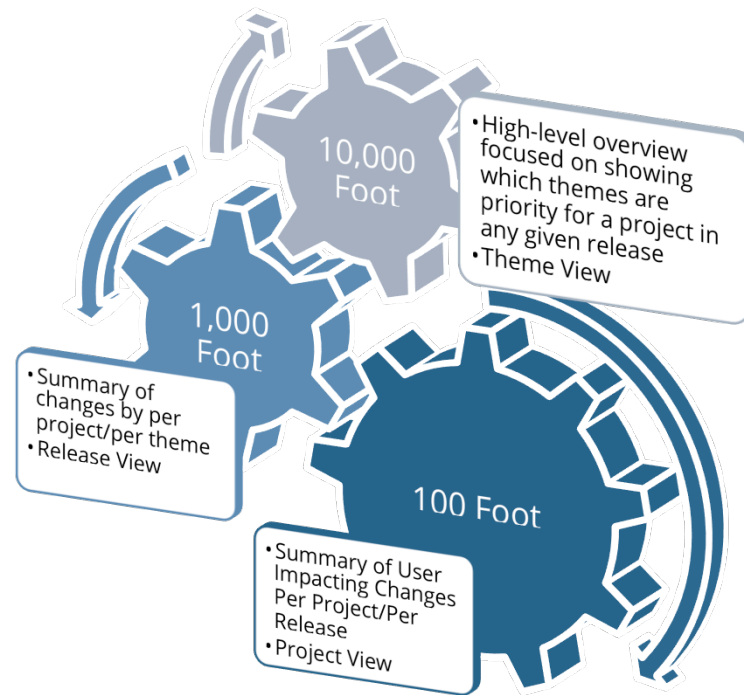 10,000
Foot
• High-level overview
focused on showing
which themes are
priority for a project in
any given release
• Theme View
1,000
Foot
• Summary of
changes by per
project/per theme
• Release View
100 Foot
• Summary of User
Impacting Changes
Per Project/Per
Release
• Project View